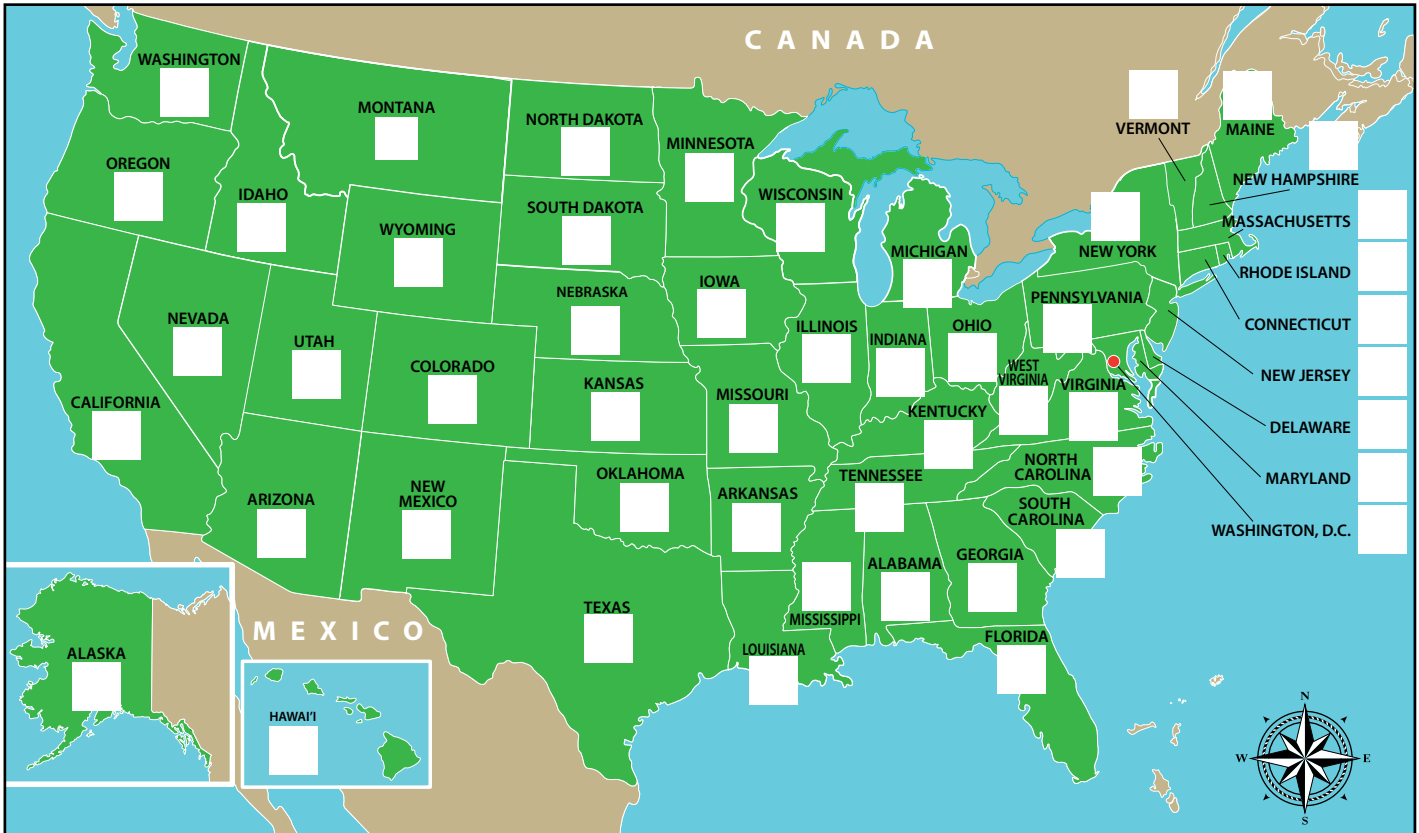 CANADA
WASHINGTON
MONTANA
NORTH DAKOTA
MINNESOTA
VERMONT
MAINE
OREGON
IDAHO
WYOMING
SOUTH DAKOTA
WISCONSIN
MICHIGAN
NEW YORK
NEW HAMPSHIRE
MASSACHUSETTS
RHODE ISLAND
CONNECTICUT
NEW JERSEY
DELAWARE
MARYLAND
WASHINGTON, D.C.
NEVADA
UTAH
COLORADO
NEBRASKA
IOWA
ILLINOIS
INDIANA
OHIO
PENNSYLVANIA
WEST
VIRGINIA
VIRGINIA
CALIFORNIA
KANSAS
MISSOURI
KENTUCKY
ARIZONA
NEW
MEXICO
OKLAHOMA
ARKANSAS
TENNESSEE
NORTH
CAROLINA
SOUTH
CAROLINA
TEXAS
LOUISIANA
MISSISSIPPI
ALABAMA
GEORGIA
FLORIDA
MEXICO
ALASKA
HAWAI'I
N
W
E
S